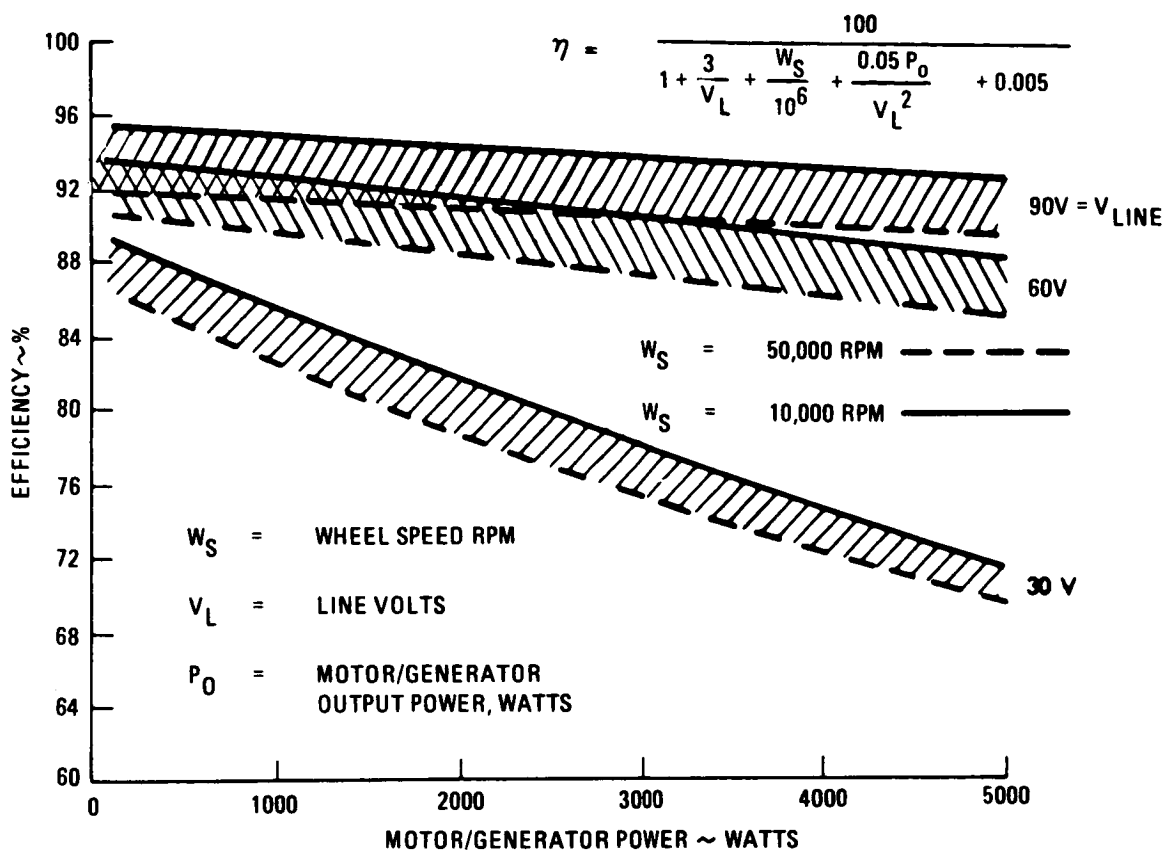 η = 100 / 1 + 3/V_L + W_S/10^6 + 0.05 P_o/V_L^2 + 0.005
100
96
92
88
84
80
76
72
68
64
60
EFFICIENCY ~ %
90V = V_LINE
60V
30 V
W_S = 50,000 RPM
W_S = 10,000 RPM
W_S = WHEEL SPEED RPM
V_L = LINE VOLTS
P_O = MOTOR/GENERATOR
OUTPUT POWER, WATTS
0 1000 2000 3000 4000 5000
MOTOR/GENERATOR POWER ~ WATTS